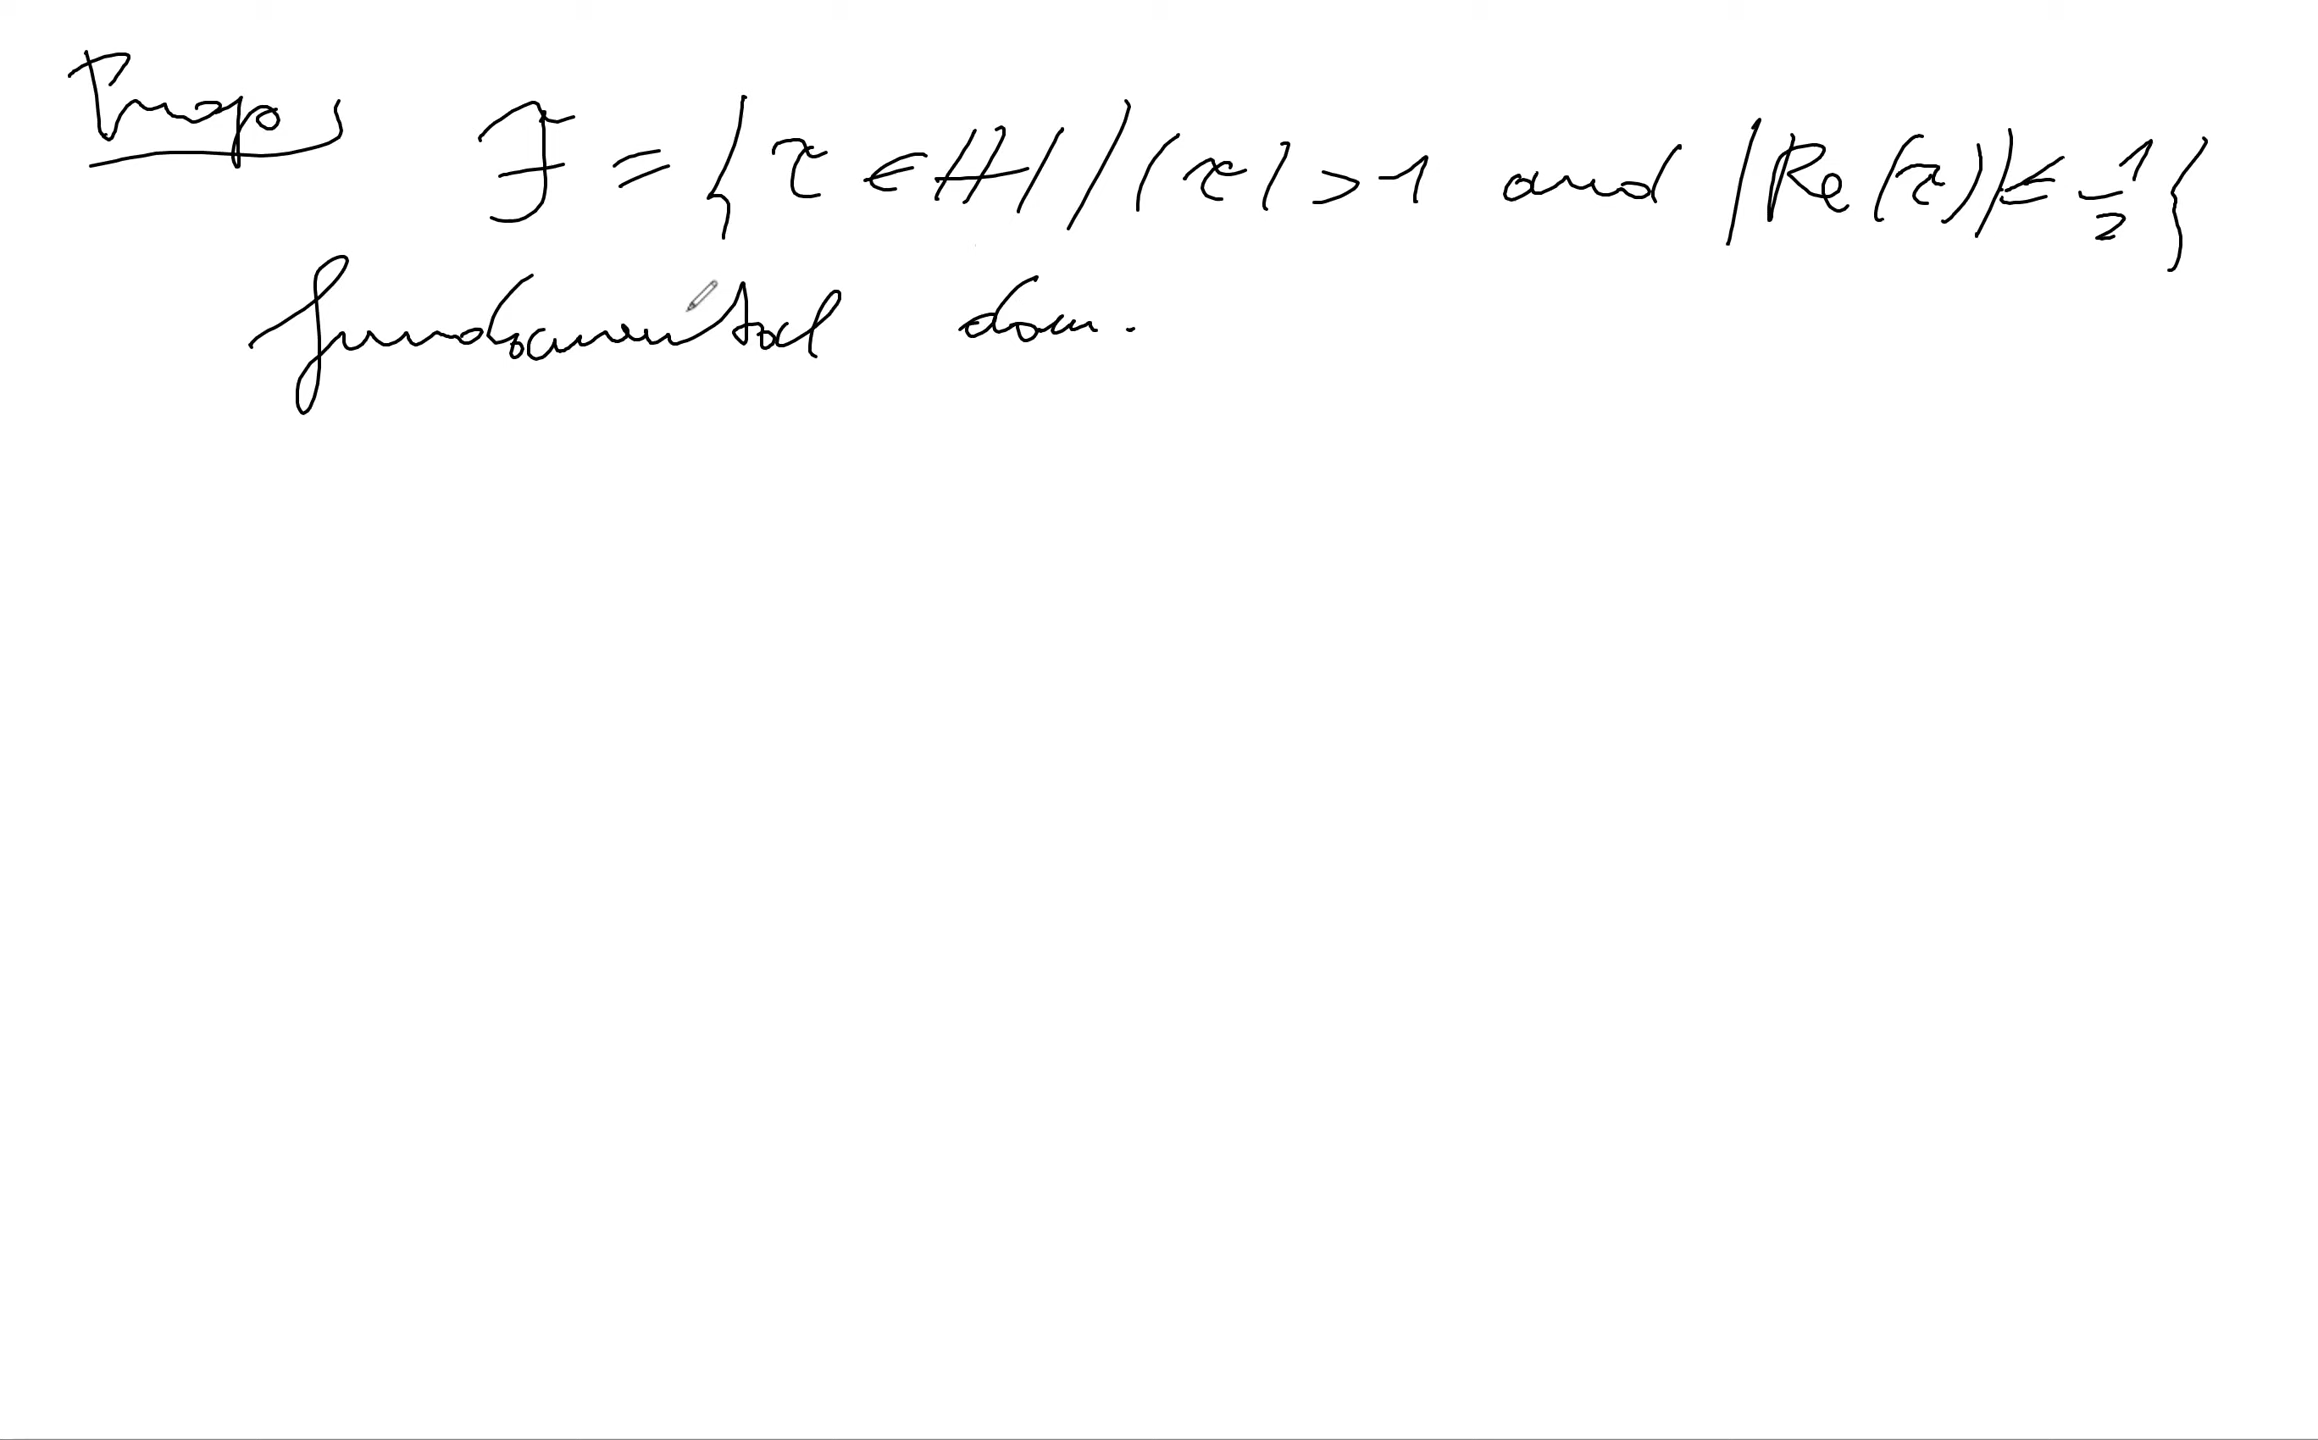 Prop F = { τ ∈ ℍ | |τ| ≥ 1 and |Re(τ)| ≤ 1/2 }
fundamental dom.